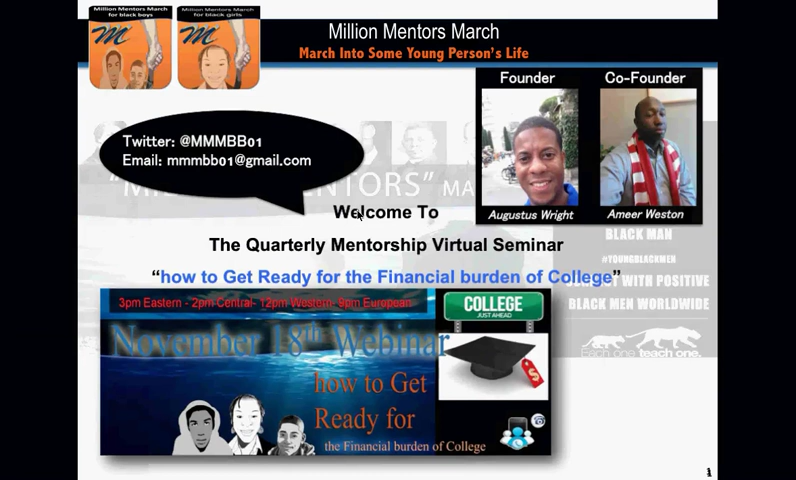 Million Mentors March
for black boys
Million Mentors March
for black girls
Million Mentors March
March Into Some Young Person's Life
Founder
Co-Founder
Twitter: @MMMBB01
Email: mmmbb01@gmail.com
Augustus Wright
Ameer Weston
Welcome To
The Quarterly Mentorship Virtual Seminar
"how to Get Ready for the Financial burden of College"
BLACK MAN
#YOUNGBLACKMEN
WITH POSITIVE
BLACK MEN WORLDWIDE
Each one teach one.
3pm Eastern - 2pm Central- 12pm Western- 9pm European
November 18th Webinar
how to Get
Ready for
the Financial burden of College
COLLEGE
JUST AHEAD
$
1